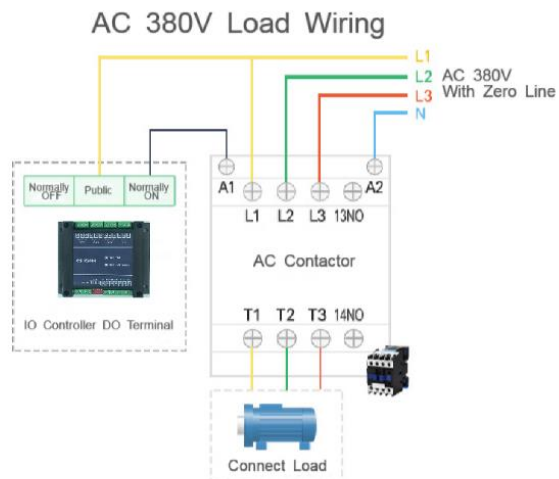 AC 380V Load Wiring
L1
L2 AC 380V
L3 With Zero Line
N
Normally OFF
Public
Normally ON
A1
A2
L1 L2 L3 13NO
AC Contactor
IO Controller DO Terminal
T1 T2 T3 14NO
Connect Load